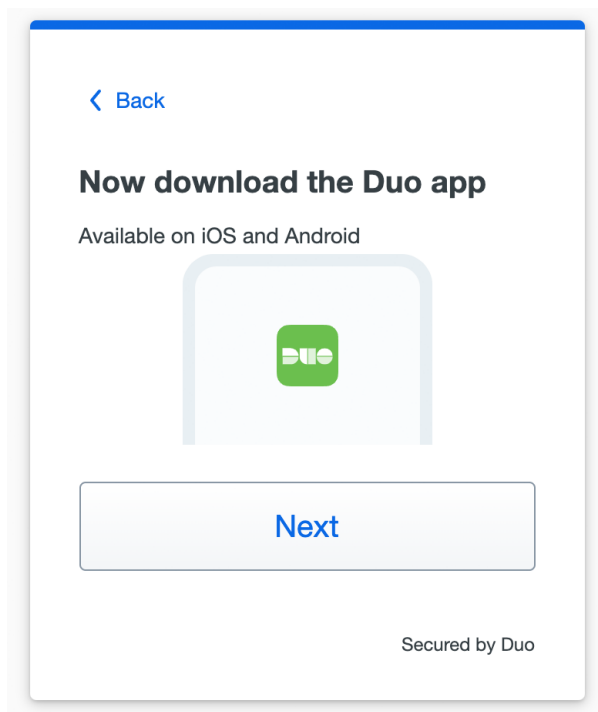 Back
Now download the Duo app
Available on iOS and Android
DUO
Next
Secured by Duo